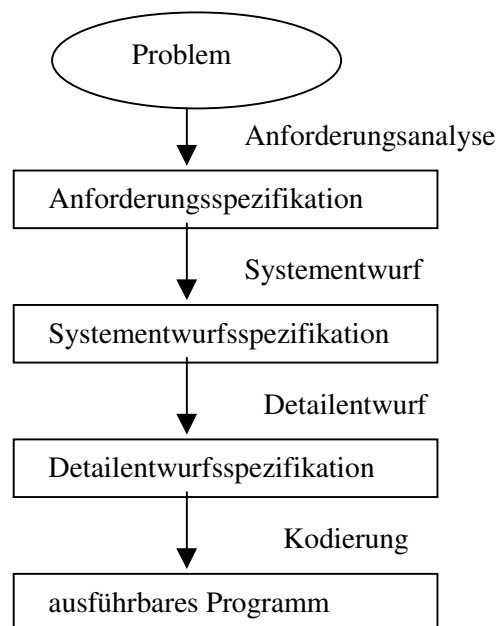 Problem
Anforderungsanalyse
Anforderungsspezifikation
Systementwurf
Systementwurfsspezifikation
Detailentwurf
Detailentwurfsspezifikation
Kodierung
ausführbares Programm